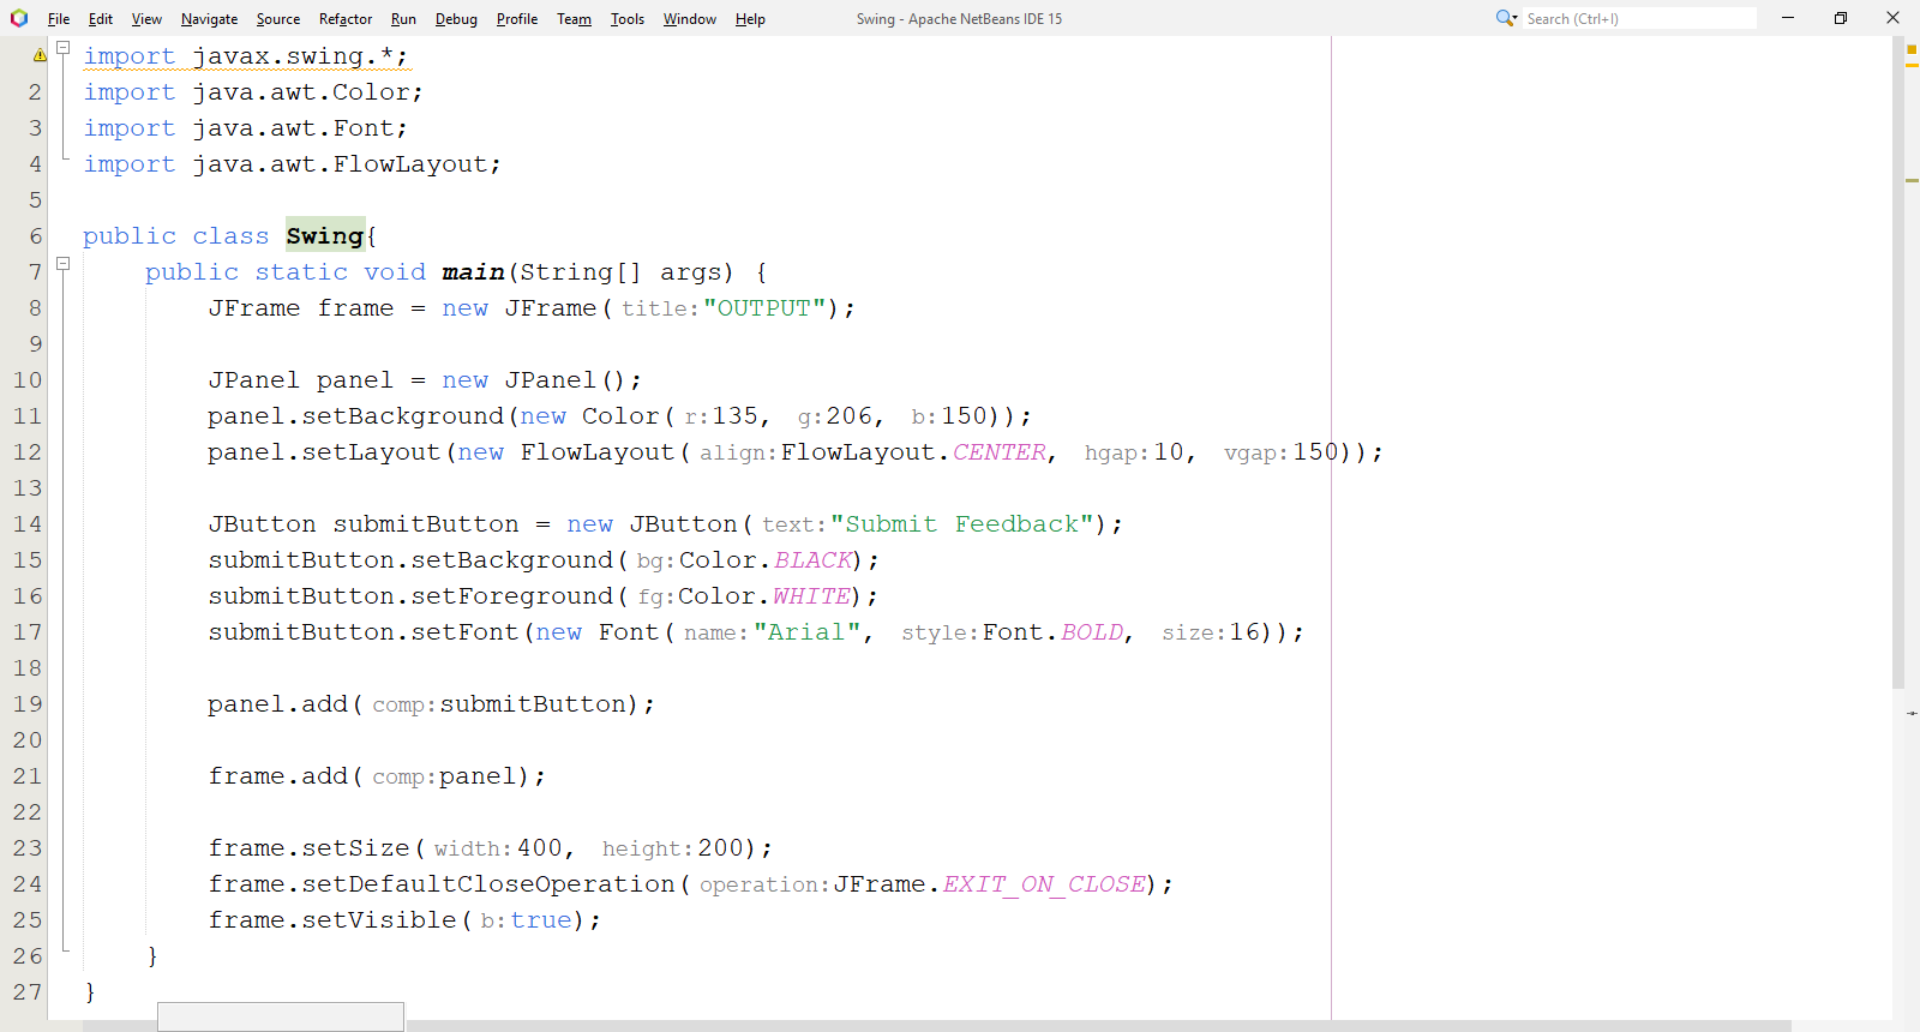 File Edit View Navigate Source Refactor Run Debug Profile Team Tools Window Help Swing - Apache NetBeans IDE 15 Search (Ctrl+I)
import javax.swing.*;
2 import java.awt.Color;
3 import java.awt.Font;
4 import java.awt.FlowLayout;
5
6 public class Swing{
7 public static void main(String[] args) {
8 JFrame frame = new JFrame( title:"OUTPUT");
9
10 JPanel panel = new JPanel();
11 panel.setBackground(new Color( r:135, g:206, b:150));
12 panel.setLayout(new FlowLayout( align:FlowLayout.CENTER, hgap:10, vgap:150));
13
14 JButton submitButton = new JButton( text:"Submit Feedback");
15 submitButton.setBackground( bg:Color.BLACK);
16 submitButton.setForeground( fg:Color.WHITE);
17 submitButton.setFont(new Font( name:"Arial", style:Font.BOLD, size:16));
18
19 panel.add( comp:submitButton);
20
21 frame.add( comp:panel);
22
23 frame.setSize( width:400, height:200);
24 frame.setDefaultCloseOperation( operation:JFrame.EXIT_ON_CLOSE);
25 frame.setVisible( b:true);
26 }
27 }